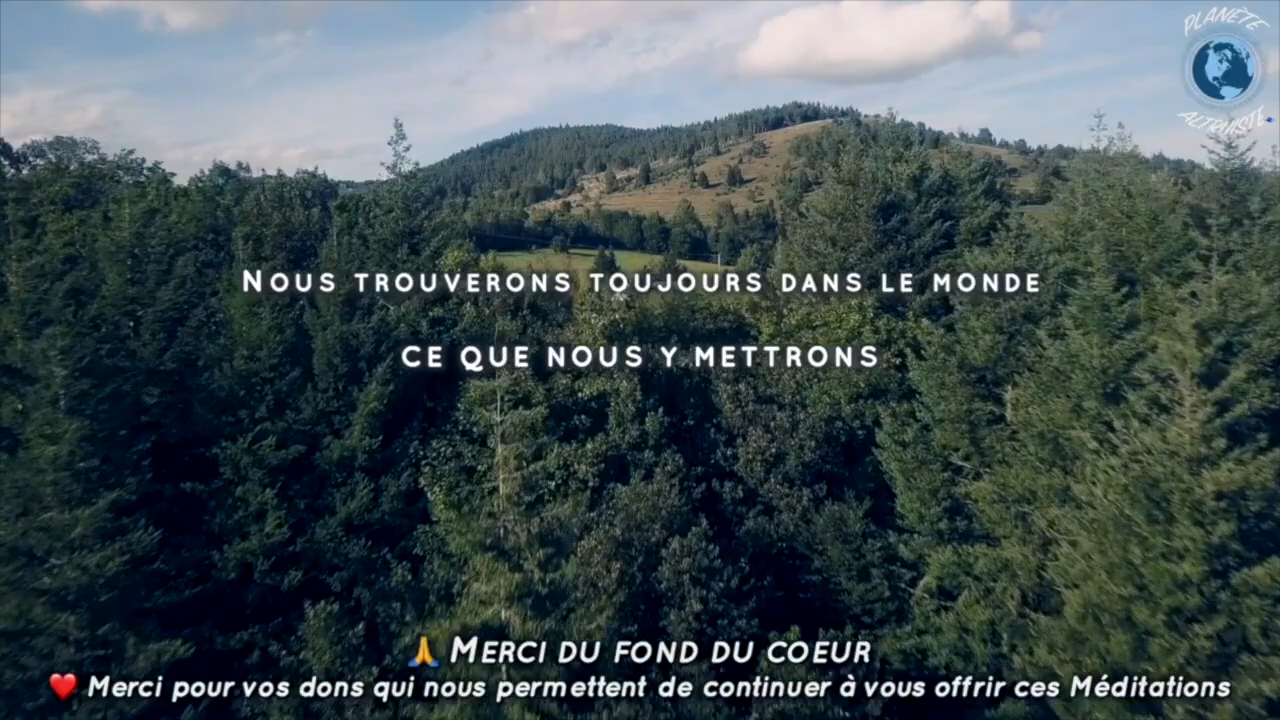 PLANÈTE
ALTRUISTE
Nous trouverons toujours dans le monde
ce que nous y mettrons
🙏 Merci du fond du coeur
❤️ Merci pour vos dons qui nous permettent de continuer à vous offrir ces Méditations